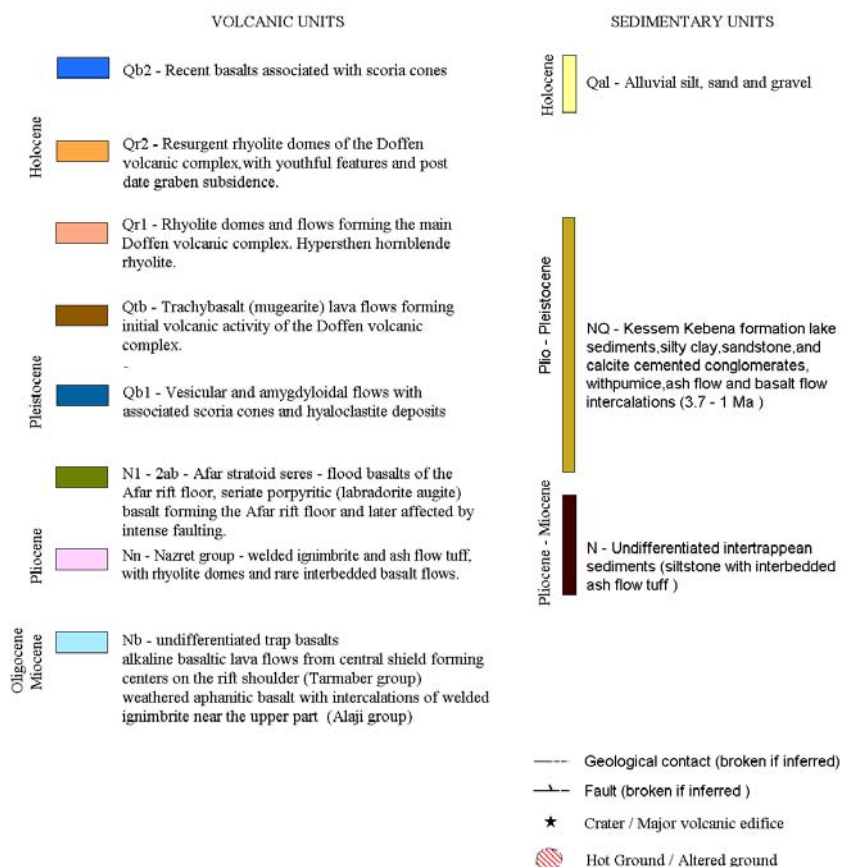 VOLCANIC UNITS
Holocene
Qb2 - Recent basalts associated with scoria cones
Qr2 - Resurgent rhyolite domes of the Doffen
volcanic complex,with youthful features and post
date graben subsidence.
Pleistocene
Qr1 - Rhyolite domes and flows forming the main
Doffen volcanic complex. Hypersthen hornblende
rhyolite.
Qtb - Trachybasalt (mugearite) lava flows forming
initial volcanic activity of the Doffen volcanic
complex.
-
Qb1 - Vesicular and amygdyloidal flows with
associated scoria cones and hyaloclastite deposits
Pliocene
N1 - 2ab - Afar stratoid seres - flood basalts of the
Afar rift floor, seriate porpyritic (labradorite augite)
basalt forming the Afar rift floor and later affected by
intense faulting.
Nn - Nazret group - welded ignimbrite and ash flow tuff,
with rhyolite domes and rare interbedded basalt flows.
Oligocene
Miocene
Nb - undifferentiated trap basalts
alkaline basaltic lava flows from central shield forming
centers on the rift shoulder (Tarmaber group)
weathered aphanitic basalt with intercalations of welded
ignimbrite near the upper part (Alaji group)
SEDIMENTARY UNITS
Holocene
Qal - Alluvial silt, sand and gravel
Plio - Pleistocene
NQ - Kessem Kebena formation lake
sediments,silty clay,sandstone,and
calcite cemented conglomerates,
withpumice,ash flow and basalt flow
intercalations (3.7 - 1 Ma )
Pliocene - Miocene
N - Undifferentiated intertrappean
sediments (siltstone with interbedded
ash flow tuff )
Geological contact (broken if inferred)
Fault (broken if inferred )
Crater / Major volcanic edifice
Hot Ground / Altered ground